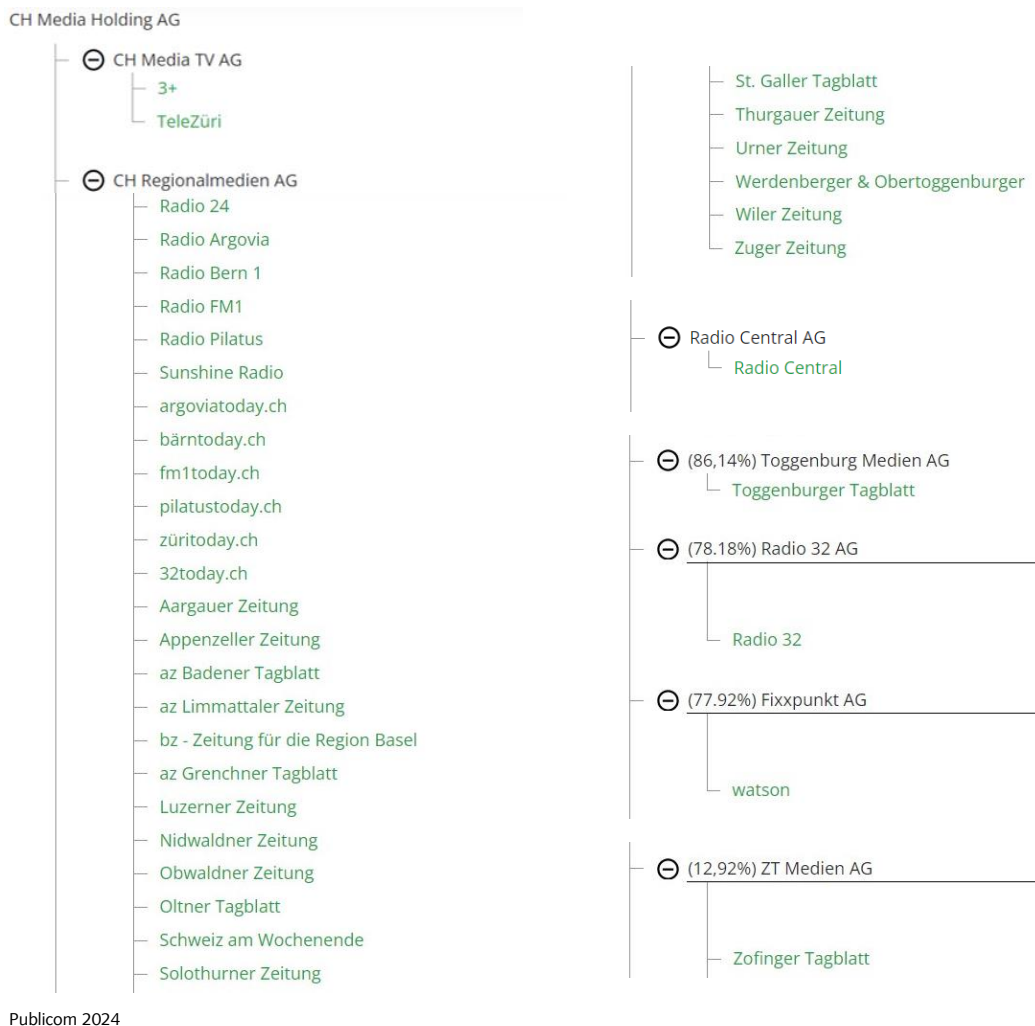 CH Media Holding AG
CH Media TV AG
3+
TeleZüri
CH Regionalmedien AG
Radio 24
Radio Argovia
Radio Bern 1
Radio FM1
Radio Pilatus
Sunshine Radio
argoviatoday.ch
bärntoday.ch
fm1today.ch
pilatustoday.ch
züritoday.ch
32today.ch
Aargauer Zeitung
Appenzeller Zeitung
az Badener Tagblatt
az Limmattaler Zeitung
bz - Zeitung für die Region Basel
az Grenchner Tagblatt
Luzerner Zeitung
Nidwaldner Zeitung
Obwaldner Zeitung
Oltner Tagblatt
Schweiz am Wochenende
Solothurner Zeitung
St. Galler Tagblatt
Thurgauer Zeitung
Urner Zeitung
Werdenberger & Obertoggenburger
Wiler Zeitung
Zuger Zeitung
Radio Central AG
Radio Central
(86,14%) Toggenburg Medien AG
Toggenburger Tagblatt
(78.18%) Radio 32 AG
Radio 32
(77.92%) Fixxpunkt AG
watson
(12,92%) ZT Medien AG
Zofinger Tagblatt
Publicom 2024